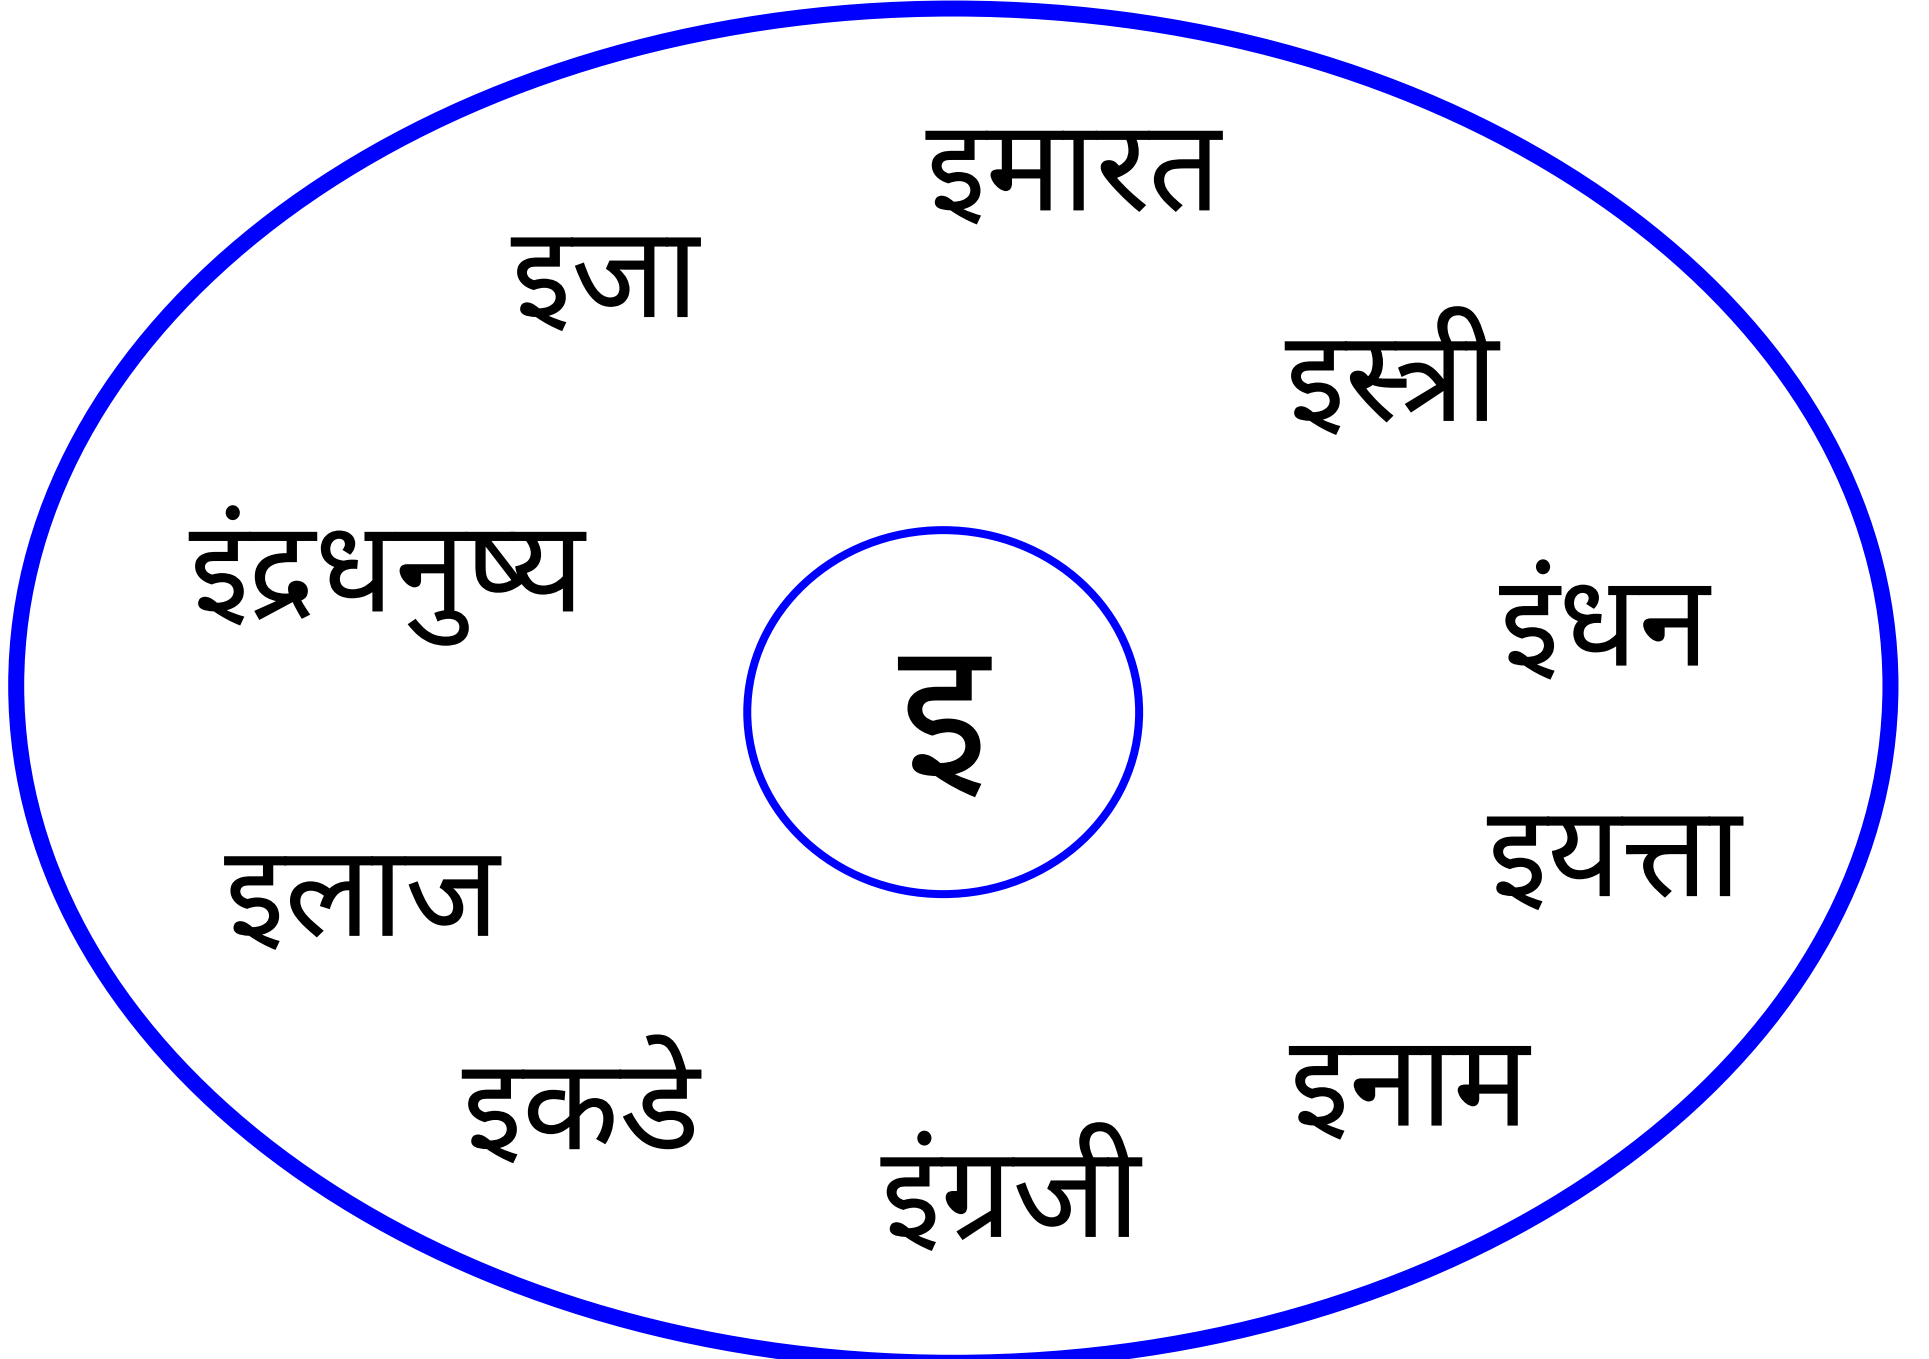 इमारत
इजा
इस्त्री
इंद्रधनुष्य
इंधन
इ
इयत्ता
इलाज
इनाम
इकडे
इंग्रजी